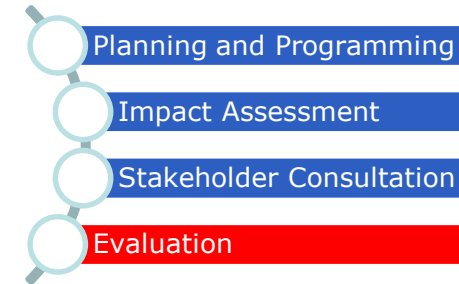 Planning and Programming
Impact Assessment
Stakeholder Consultation
Evaluation